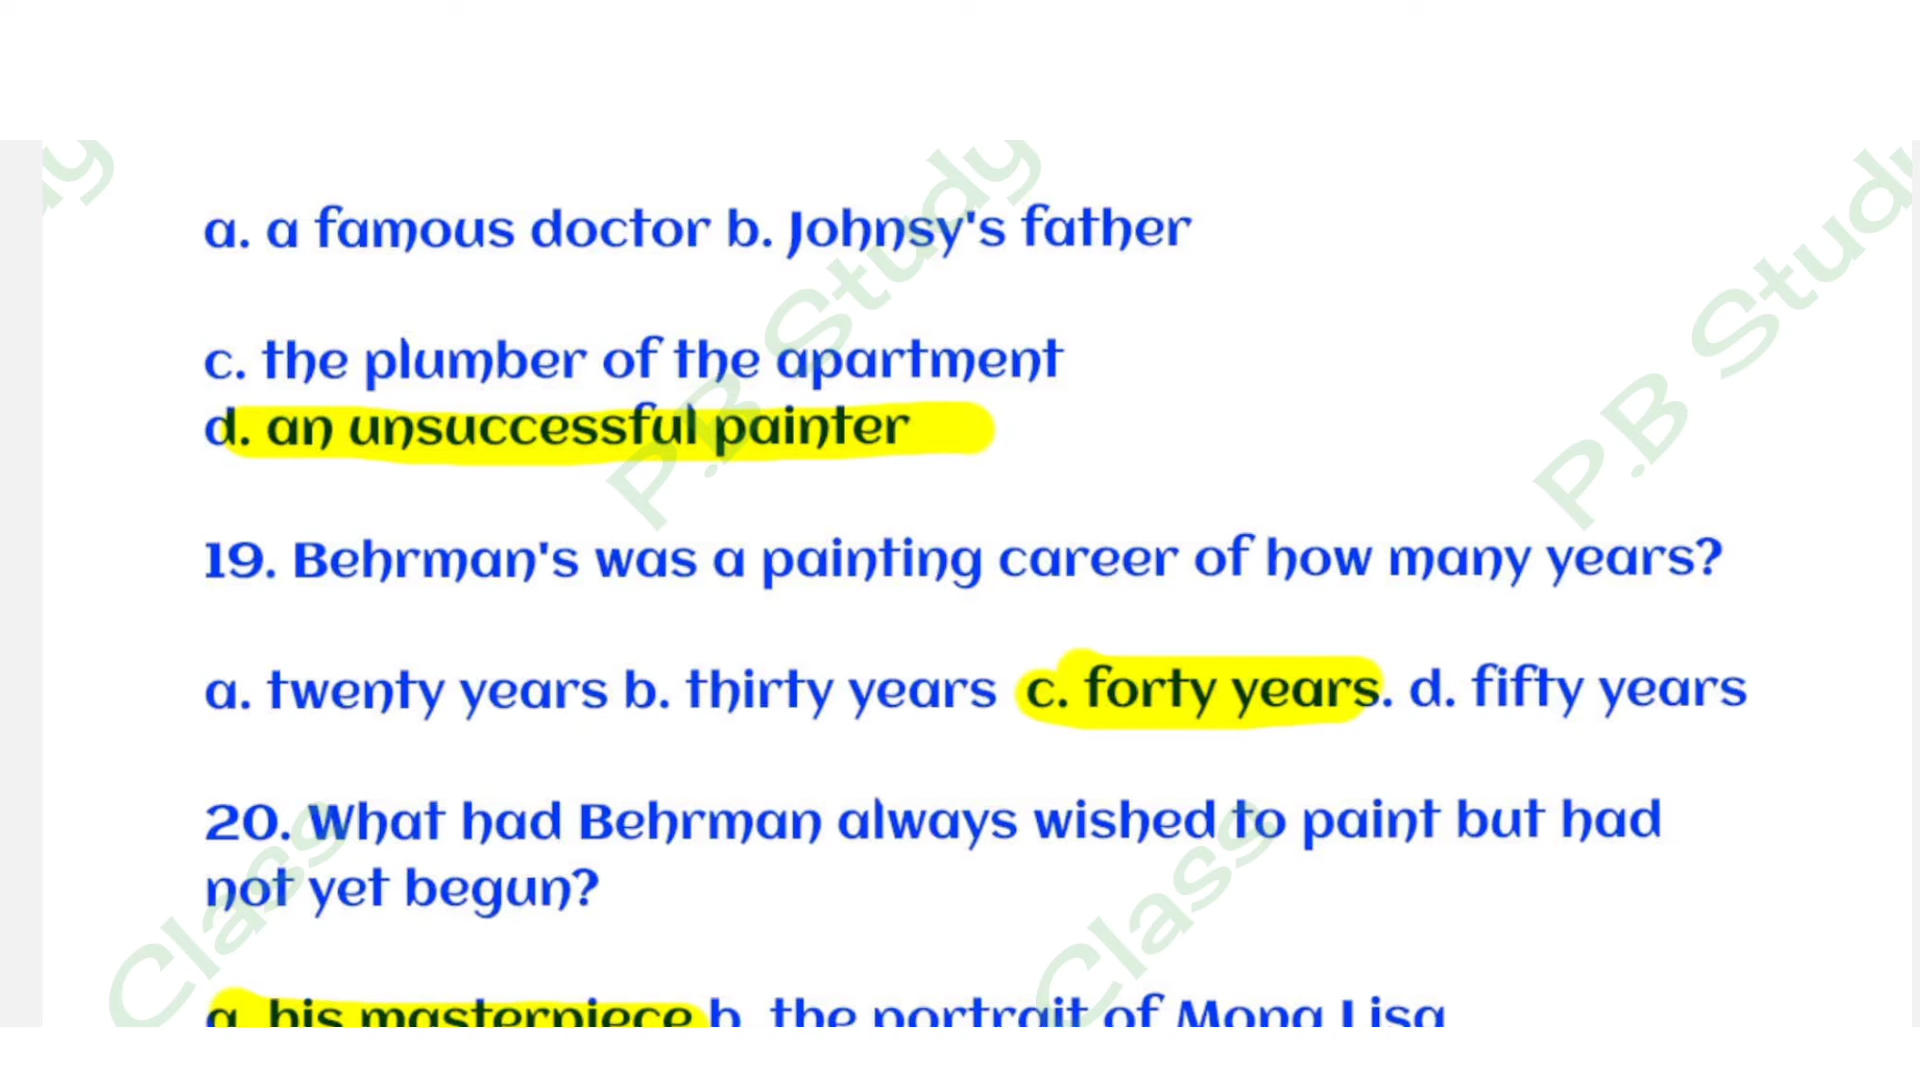 a. a famous doctor b. Johnsy's father
c. the plumber of the apartment
d. an unsuccessful painter
19. Behrman's was a painting career of how many years?
a. twenty years b. thirty years c. forty years. d. fifty years
20. What had Behrman always wished to paint but had
not yet begun?
a. his masterpiece b. the portrait of Mona Lisa
P.B Study
P.B Study
Class
Class